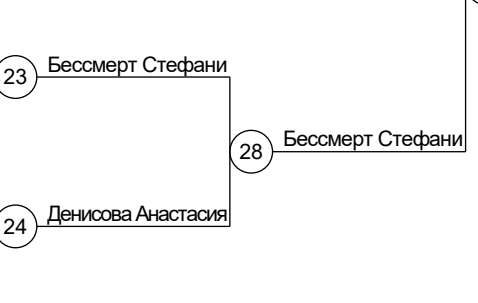 23 Бессмерт Стефани
28 Бессмерт Стефани
24 Денисова Анастасия